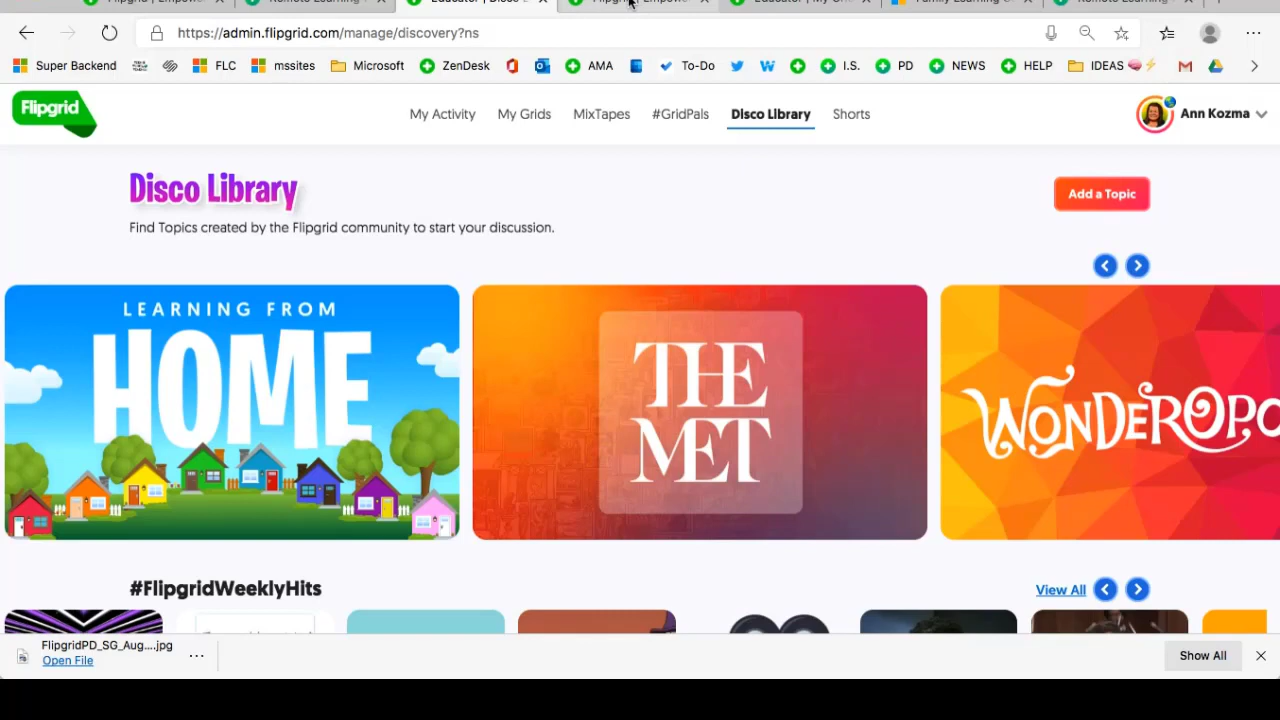 https://admin.flipgrid.com/manage/discovery?ns
Super Backend FLC mssites Microsoft ZenDesk AMA To-Do I.S. PD NEWS HELP IDEAS
Flipgrid My Activity My Grids MixTapes #GridPals Disco Library Shorts Ann Kozma
Disco Library
Add a Topic
Find Topics created by the Flipgrid community to start your discussion.
LEARNING FROM
HOME
THE
MET
WONDEROPO
#FlipgridWeeklyHits View All
FlipgridPD_SG_Aug....jpg
Open File
Show All